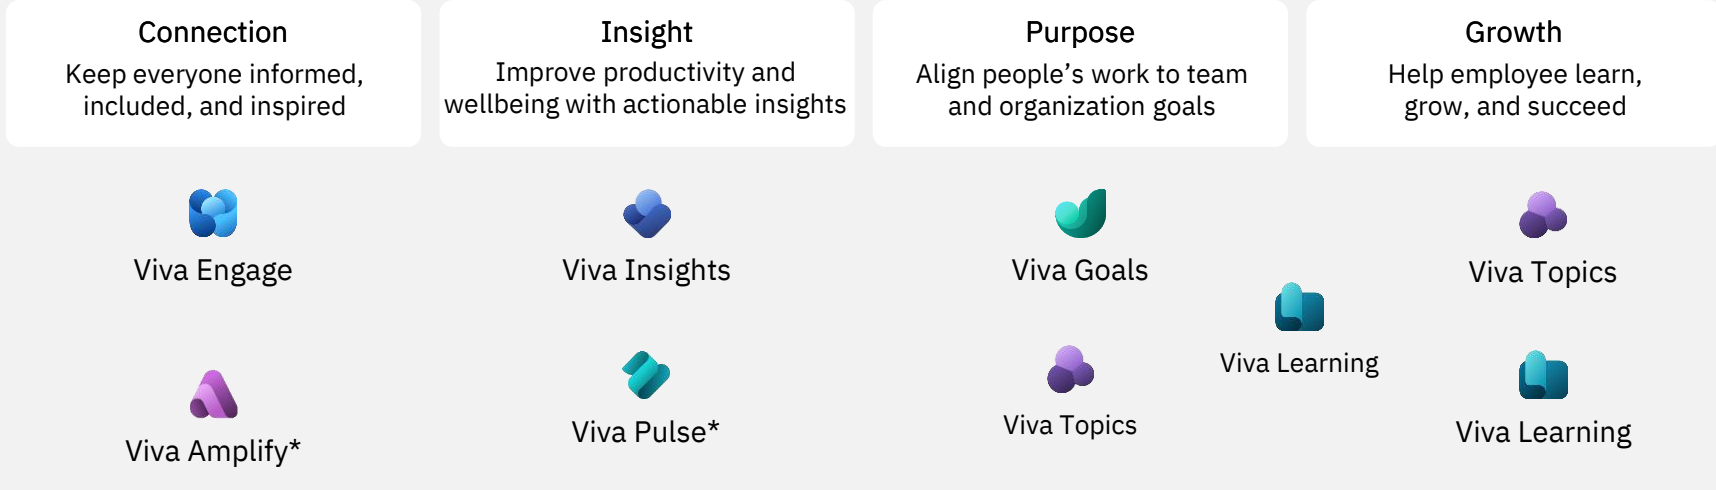 Connection
Keep everyone informed,
included, and inspired
Insight
Improve productivity and
wellbeing with actionable insights
Purpose
Align people’s work to team
and organization goals
Growth
Help employee learn,
grow, and succeed
Viva Engage
Viva Amplify*
Viva Insights
Viva Pulse*
Viva Goals
Viva Topics
Viva Learning
Viva Topics
Viva Learning